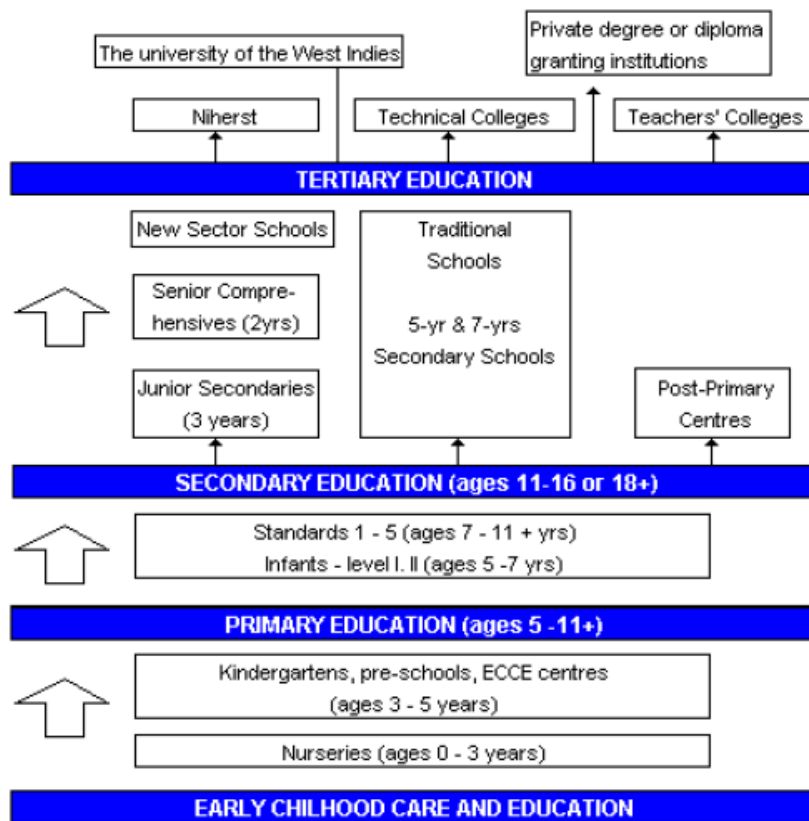 The university of the West Indies
Private degree or diploma
granting institutions
Niherst
Technical Colleges
Teachers' Colleges
TERTIARY EDUCATION
New Sector Schools
Traditional
Schools
5-yr & 7-yrs
Secondary Schools
Senior Compre-
hensives (2yrs)
Junior Secondaries
(3 years)
Post-Primary
Centres
SECONDARY EDUCATION (ages 11-16 or 18+)
Standards 1 - 5 (ages 7 - 11 + yrs)
Infants - level I. II (ages 5 -7 yrs)
PRIMARY EDUCATION (ages 5 -11+)
Kindergartens, pre-schools, ECCE centres
(ages 3 - 5 years)
Nurseries (ages 0 - 3 years)
EARLY CHILHOOD CARE AND EDUCATION